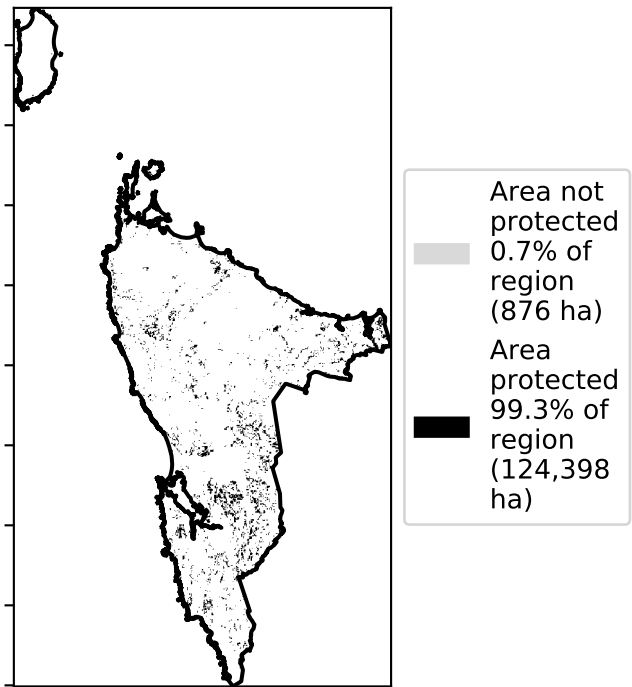 Area not
protected
0.7% of
region
(876 ha)
Area
protected
99.3% of
region
(124,398
ha)